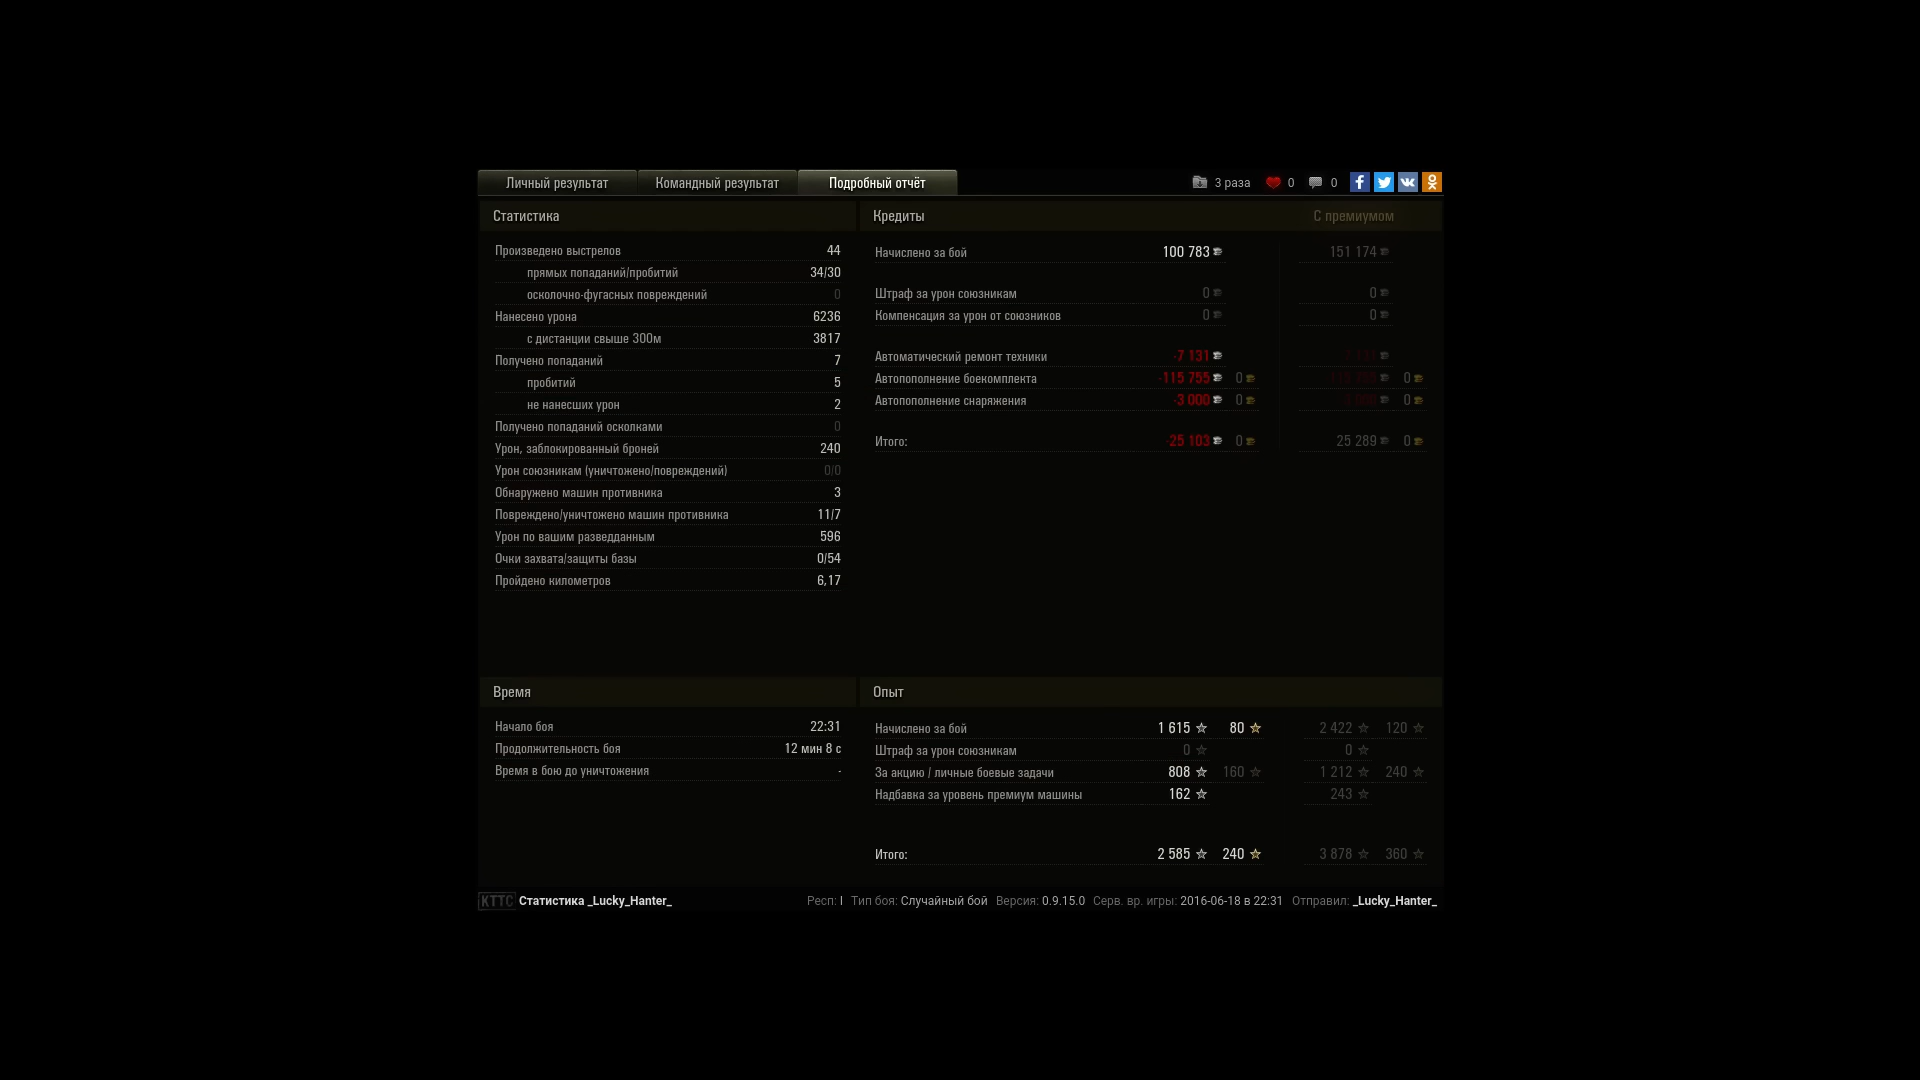 Личный результат Командный результат Подробный отчёт 3 раза 0 0
Статистика
Произведено выстрелов 44
прямых попаданий/пробитий 34/30
осколочно-фугасных повреждений 0
Нанесено урона 6236
с дистанции свыше 300м 3817
Получено попаданий 7
пробитий 5
не нанесших урон 2
Получено попаданий осколками 0
Урон, заблокированный броней 240
Урон союзникам (уничтожено/повреждений) 0/0
Обнаружено машин противника 3
Повреждено/уничтожено машин противника 11/7
Урон по вашим разведданным 596
Очки захвата/защиты базы 0/54
Пройдено километров 6,17
Кредиты С премиумом
Начислено за бой 100 783 151 174
Штраф за урон союзникам 0 0
Компенсация за урон от союзников 0 0
Автоматический ремонт техники -7 131
Автопополнение боекомплекта -115 755 0 0
Автопополнение снаряжения -3 000 0 0
Итого: -25 103 0 25 289 0
Время
Начало боя 22:31
Продолжительность боя 12 мин 8 с
Время в бою до уничтожения -
Опыт
Начислено за бой 1 615 80 2 422 120
Штраф за урон союзникам 0 0
За акцию / личные боевые задачи 808 160 1 212 240
Надбавка за уровень премиум машины 162 243
Итого: 2 585 240 3 878 360
КТТС Статистика _Lucky_Hanter_ Респ: I Тип боя: Случайный бой Версия: 0.9.15.0 Серв. вр. игры: 2016-06-18 в 22:31 Отправил: _Lucky_Hanter_